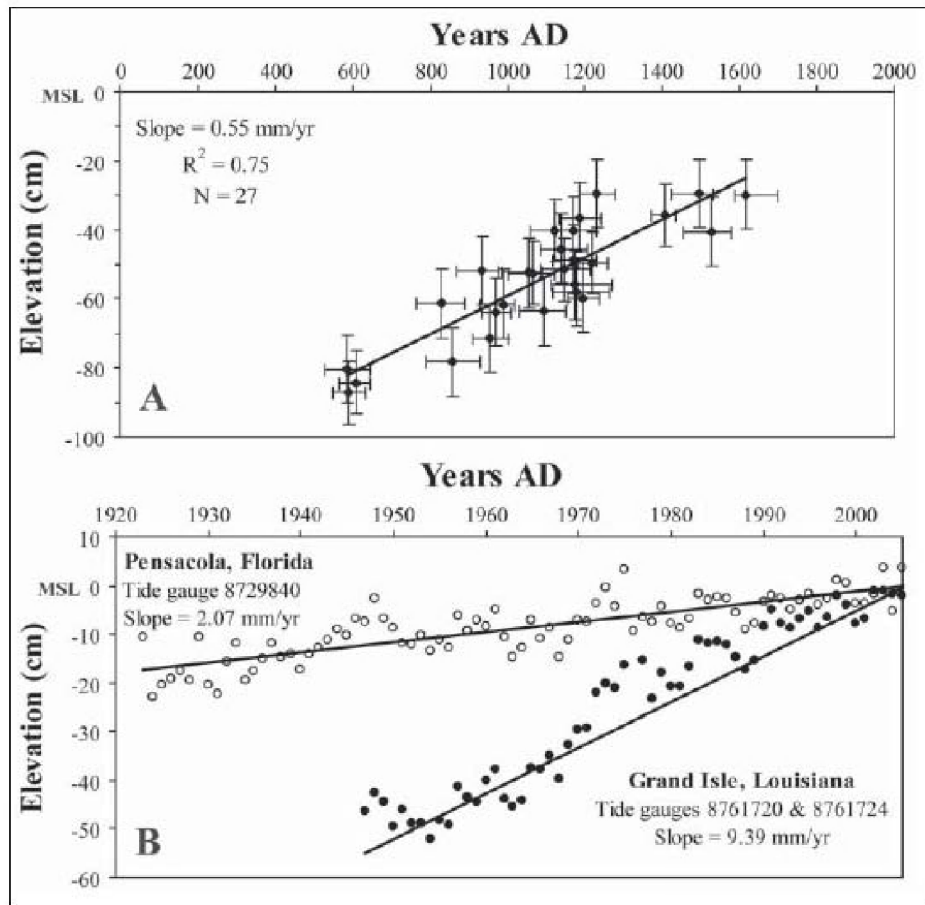 Years AD
0 200 400 600 800 1000 1200 1400 1600 1800 2000
MSL 0
-20
-40
-60
-80
-100
Elevation (cm)
Slope = 0.55 mm/yr
R² = 0.75
N = 27
A
Years AD
1920 1930 1940 1950 1960 1970 1980 1990 2000
10
MSL 0
-10
-20
-30
-40
-50
-60
Elevation (cm)
Pensacola, Florida
Tide gauge 8729840
Slope = 2.07 mm/yr
Grand Isle, Louisiana
Tide gauges 8761720 & 8761724
Slope = 9.39 mm/yr
B